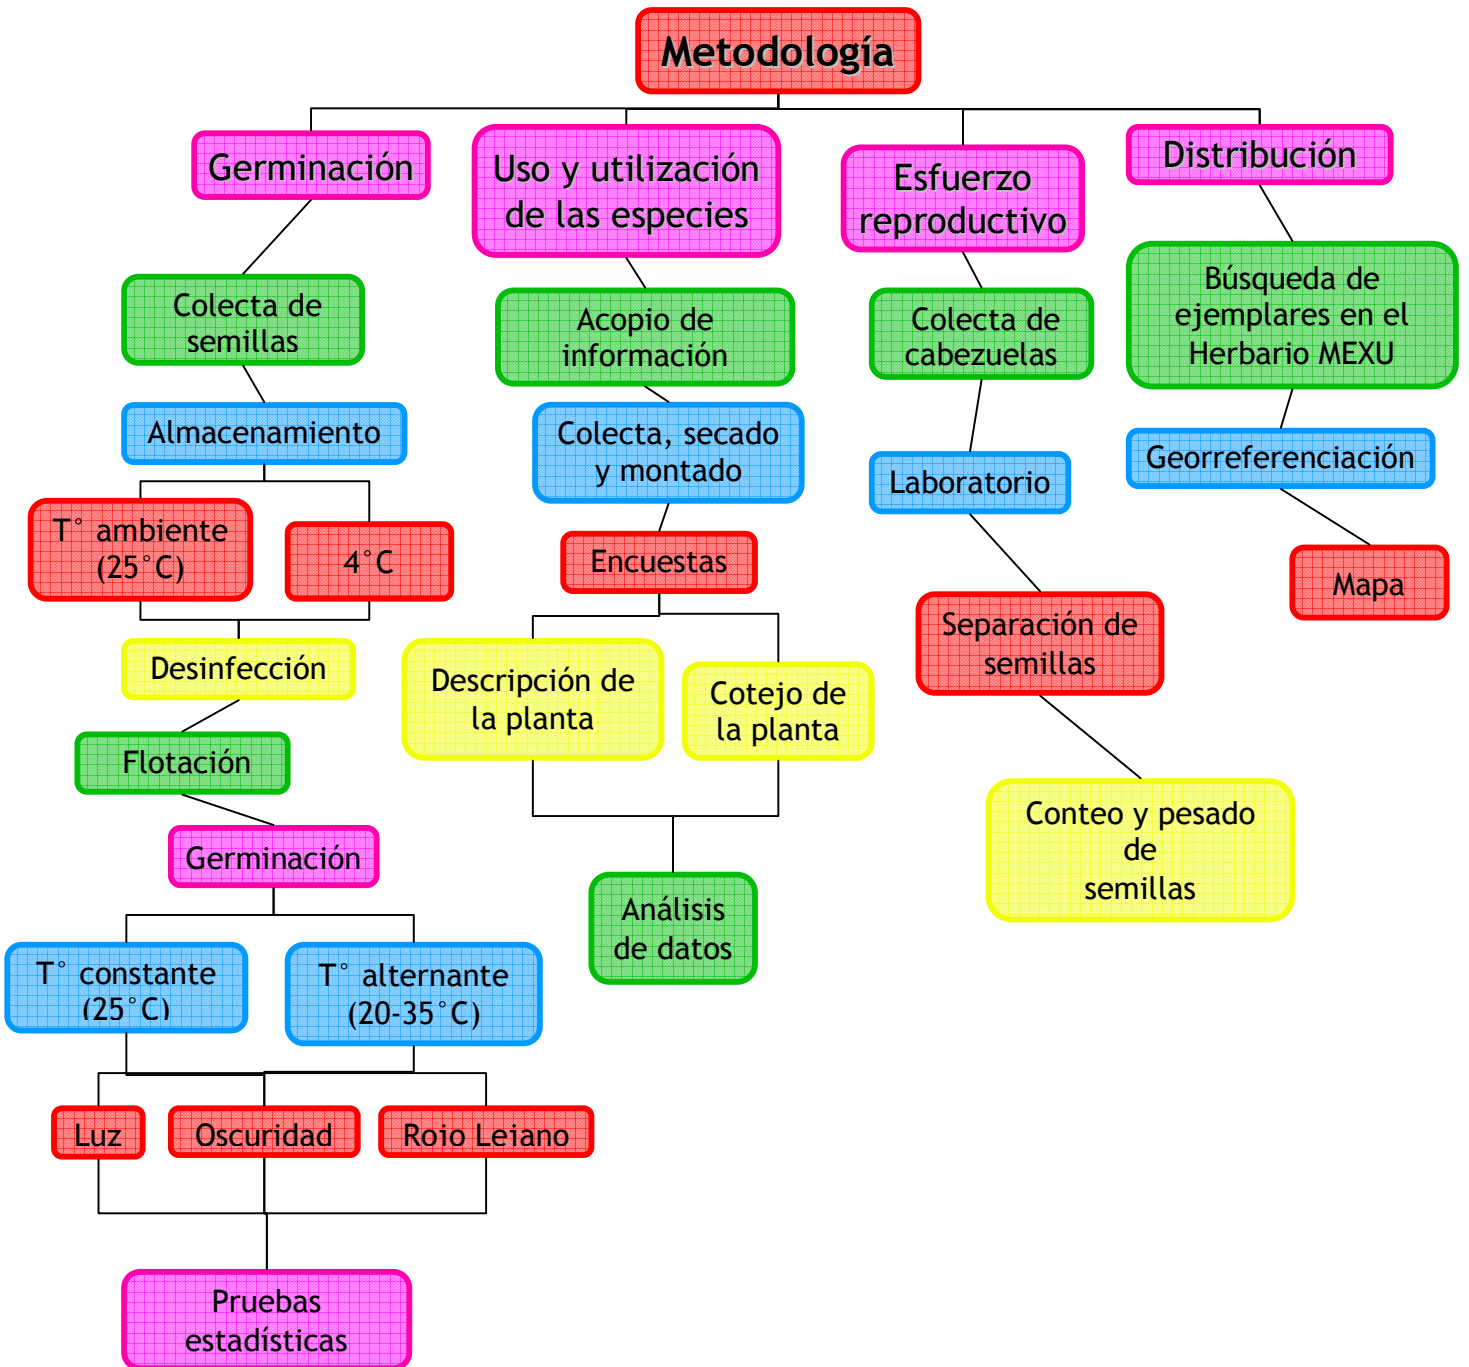 Metodología
Germinación
Uso y utilización
de las especies
Esfuerzo
reproductivo
Distribución
Colecta de
semillas
Acopio de
información
Colecta de
cabezuelas
Búsqueda de
ejemplares en el
Herbario MEXU
Almacenamiento
Colecta, secado
y montado
Laboratorio
Georreferenciación
T° ambiente
(25°C)
4°C
Encuestas
Separación de
semillas
Mapa
Desinfección
Descripción de
la planta
Cotejo de
la planta
Flotación
Conteo y pesado
de
semillas
Germinación
Análisis
de datos
T° constante
(25°C)
T° alternante
(20-35°C)
Luz
Oscuridad
Rojo Lejano
Pruebas
estadísticas